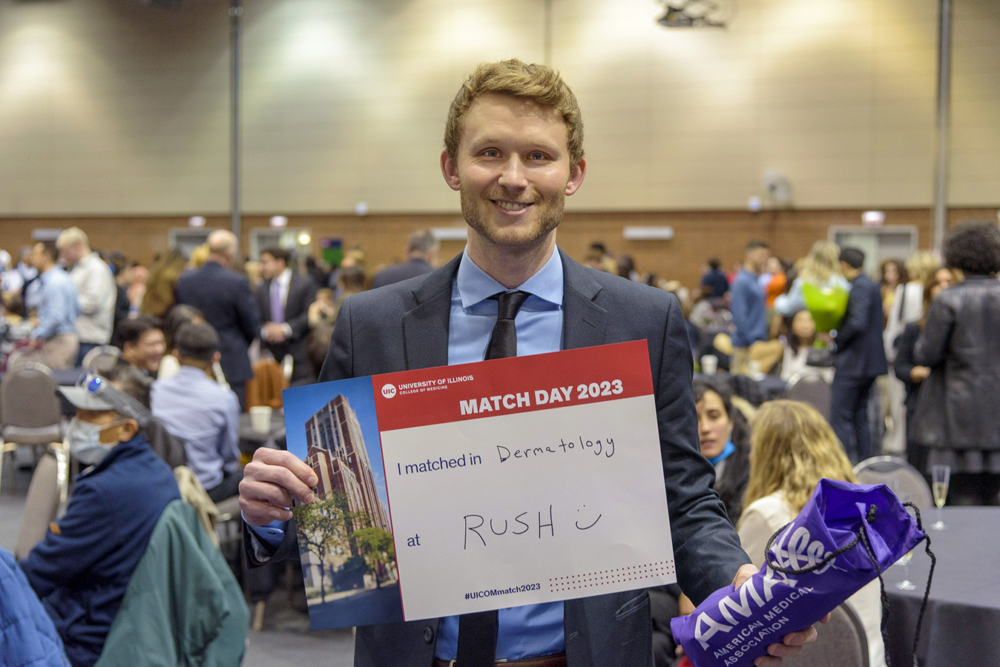 UIC UNIVERSITY OF ILLINOIS
COLLEGE OF MEDICINE
MATCH DAY 2023
I matched in Dermatology
at RUSH :)
#UICOMmatch2023
AMA
AMERICAN MEDICAL
ASSOCIATION